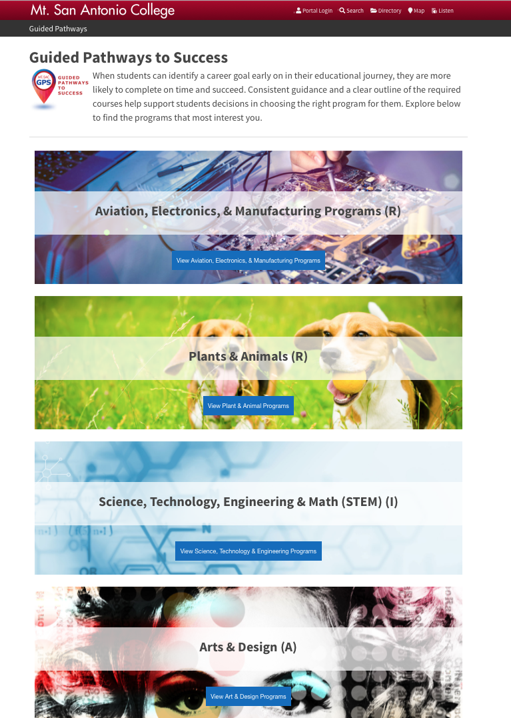 Mt. San Antonio College
Portal Login Search Directory Map Listen
Guided Pathways
Guided Pathways to Success
GPS
GUIDED
PATHWAYS
TO
SUCCESS
When students can identify a career goal early on in their educational journey, they are more
likely to complete on time and succeed. Consistent guidance and a clear outline of the required
courses help support students decisions in choosing the right program for them. Explore below
to find the programs that most interest you.
Aviation, Electronics, & Manufacturing Programs (R)
View Aviation, Electronics, & Manufacturing Programs
Plants & Animals (R)
View Plant & Animal Programs
Science, Technology, Engineering & Math (STEM) (I)
View Science, Technology & Engineering Programs
Arts & Design (A)
View Art & Design Programs